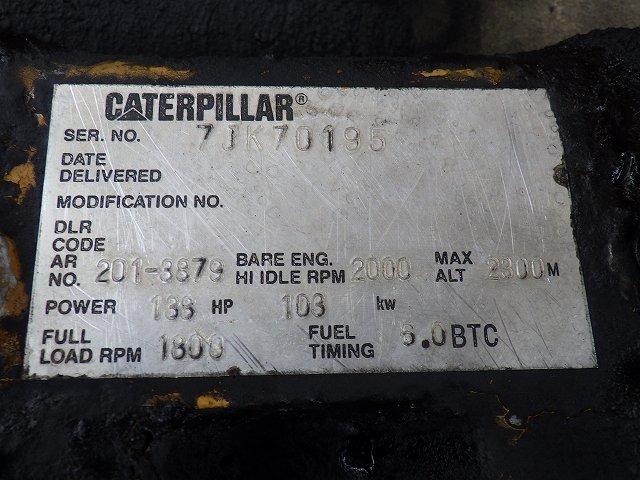 CATERPILLAR®
SER. NO. 7JK70195
DATE
DELIVERED
MODIFICATION NO.
DLR
CODE
AR NO. 201-3879 BARE ENG. HI IDLE RPM 2000 MAX ALT 2300M
POWER 138 HP 103 kw
FULL LOAD RPM 1800 FUEL TIMING 6.0BTC